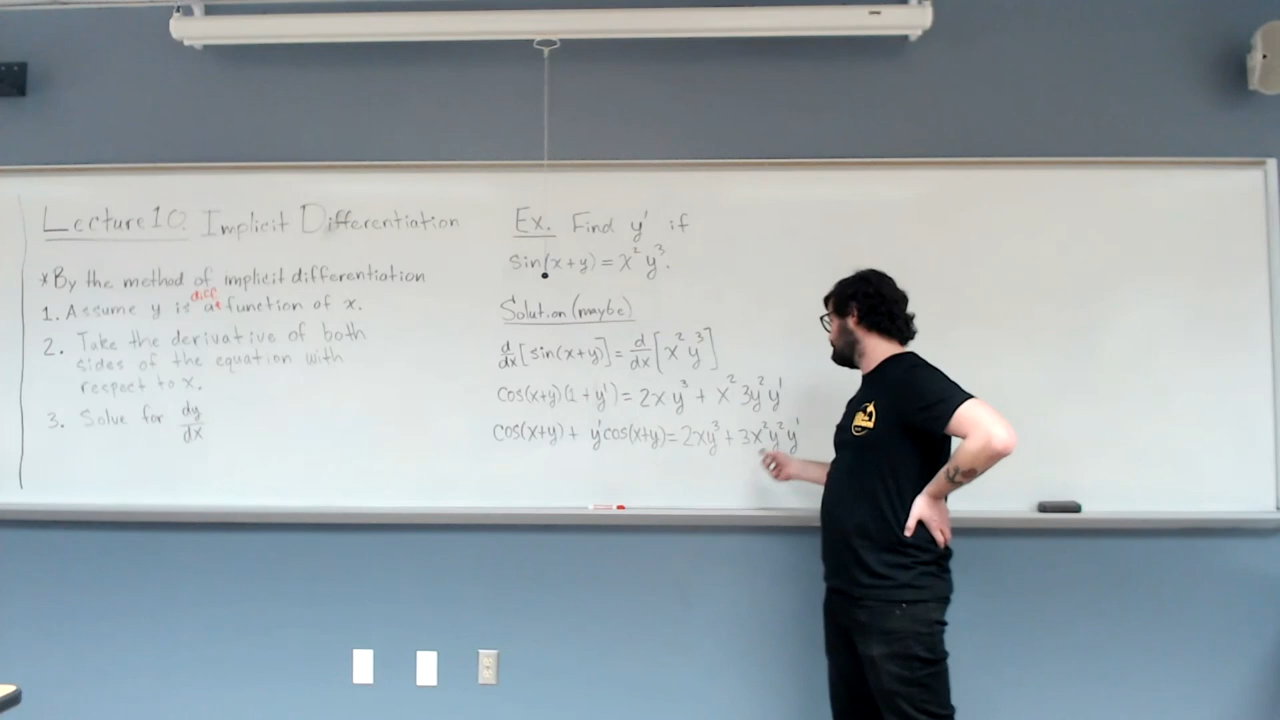 Lecture 10. Implicit Differentiation
*By the method of implicit differentiation
1. Assume y is a diff function of x.
2. Take the derivative of both
sides of the equation with
respect to x.
3. Solve for dy/dx
Ex. Find y' if
sin(x+y) = x²y³.
Solution (maybe)
d/dx[sin(x+y)] = d/dx[x²y³]
cos(x+y)(1+y') = 2xy³ + x²3y²y'
cos(x+y) + y'cos(x+y) = 2xy³ + 3x²y²y'